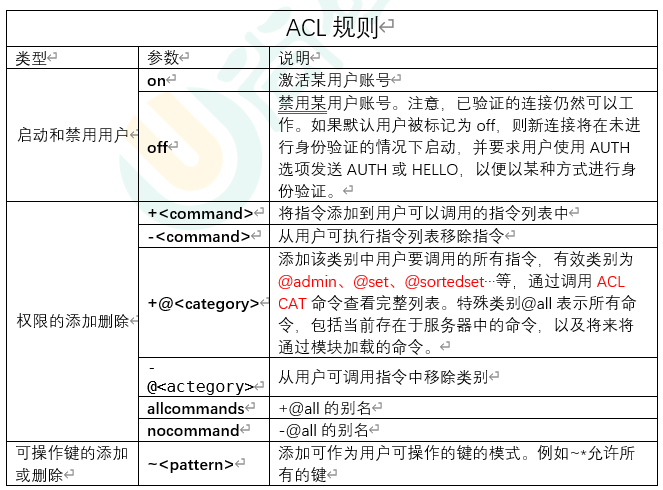 ACL 规则
类型 参数 说明
启动和禁用用户
on
激活某用户账号
off
禁用某用户账号。注意，已验证的连接仍然可以工
作。如果默认用户被标记为 off，则新连接将在未进
行身份验证的情况下启动，并要求用户使用 AUTH
选项发送 AUTH 或 HELLO，以便以某种方式进行身
份验证。
权限的添加删除
+<command>
将指令添加到用户可以调用的指令列表中
-<command>
从用户可执行指令列表移除指令
+@<category>
添加该类别中用户要调用的所有指令，有效类别为
@admin、@set、@sortedset…等，通过调用 ACL
CAT 命令查看完整列表。特殊类别@all 表示所有命
令，包括当前存在于服务器中的命令，以及将来将
通过模块加载的命令。
-
@<actegory>
从用户可调用指令中移除类别
allcommands
+@all 的别名
nocommand
-@all 的别名
可操作键的添加
或删除
~<pattern>
添加可作为用户可操作的键的模式。例如~*允许所
有的键